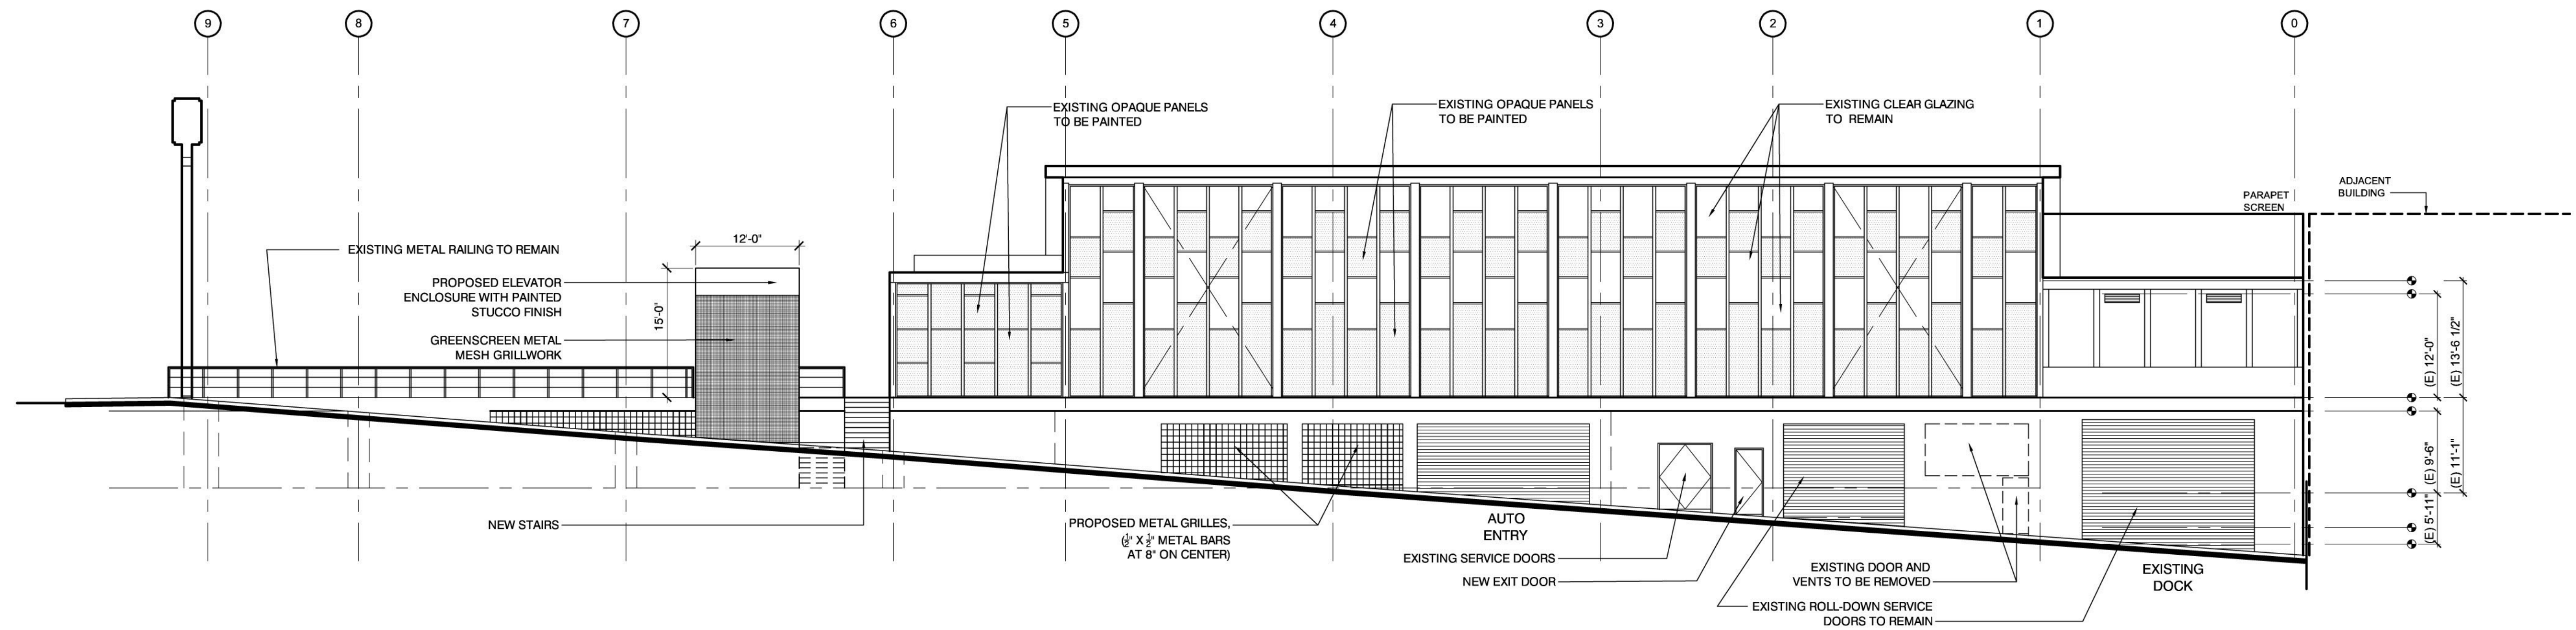 9
8
7
6
5
4
3
2
1
0
EXISTING OPAQUE PANELS
TO BE PAINTED
EXISTING OPAQUE PANELS
TO BE PAINTED
EXISTING CLEAR GLAZING
TO REMAIN
ADJACENT
BUILDING
PARAPET
SCREEN
12'-0"
EXISTING METAL RAILING TO REMAIN
PROPOSED ELEVATOR
ENCLOSURE WITH PAINTED
STUCCO FINISH
15'-0"
GREENSCREEN METAL
MESH GRILLWORK
(E) 12'-0"
(E) 13'-6 1/2"
(E) 9'-6"
(E) 11'-1"
(E) 5'-11"
NEW STAIRS
PROPOSED METAL GRILLES,
(½" X ½" METAL BARS
AT 8" ON CENTER)
AUTO
ENTRY
EXISTING SERVICE DOORS
NEW EXIT DOOR
EXISTING DOOR AND
VENTS TO BE REMOVED
EXISTING
DOCK
EXISTING ROLL-DOWN SERVICE
DOORS TO REMAIN